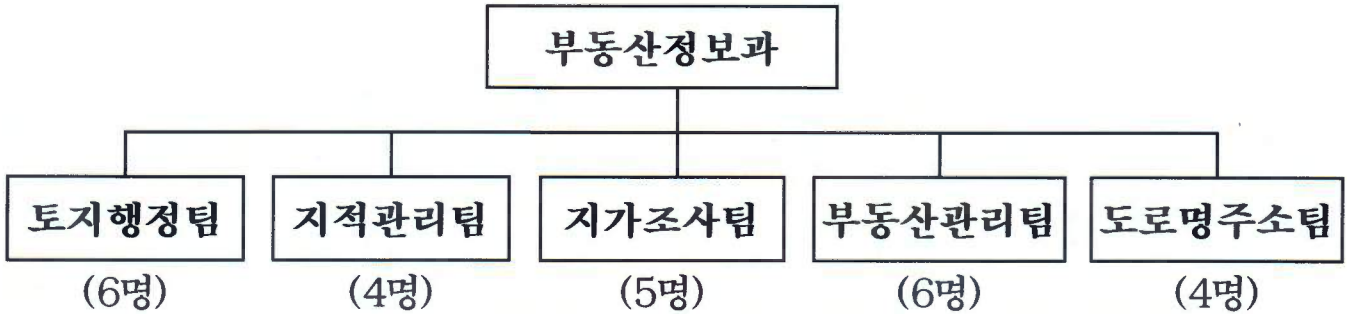 부동산정보과
토지행정팀 지적관리팀 지가조사팀 부동산관리팀 도로명주소팀
(6명) (4명) (5명) (6명) (4명)